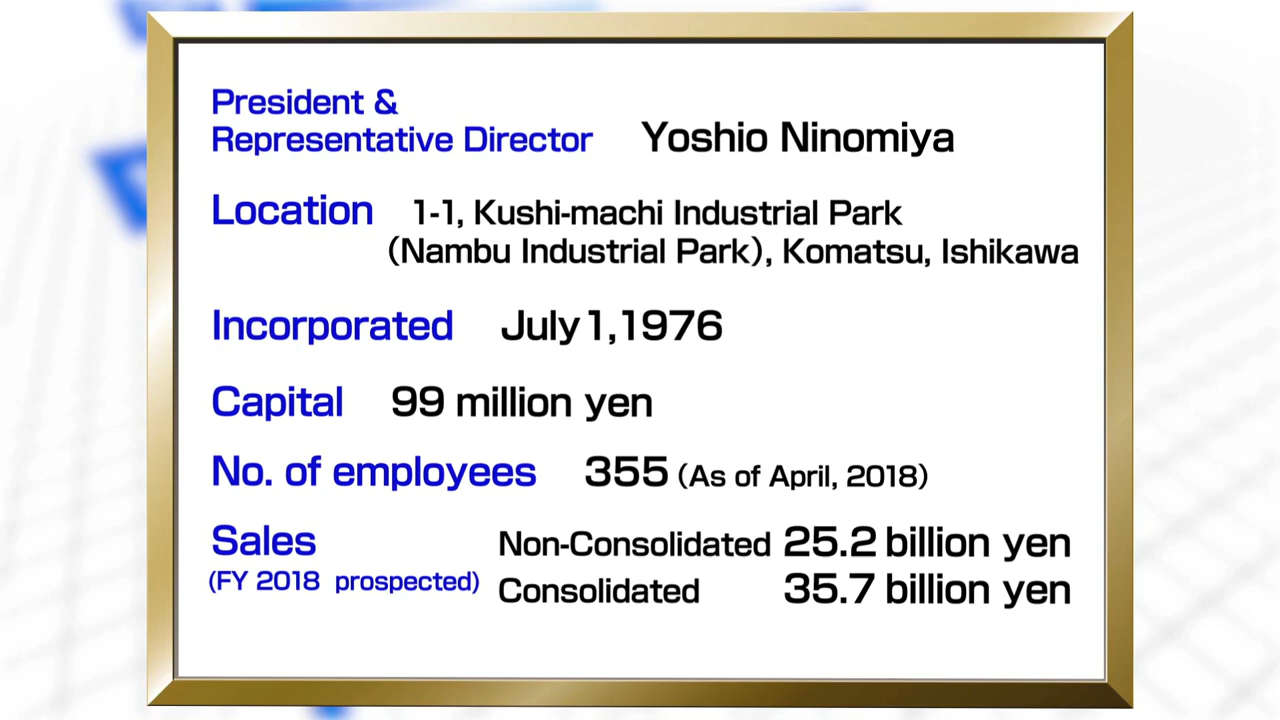 President &
Representative Director Yoshio Ninomiya
Location 1-1, Kushi-machi Industrial Park
(Nambu Industrial Park), Komatsu, Ishikawa
Incorporated July 1,1976
Capital 99 million yen
No. of employees 355 (As of April, 2018)
Sales Non-Consolidated 25.2 billion yen
(FY 2018 prospected) Consolidated 35.7 billion yen